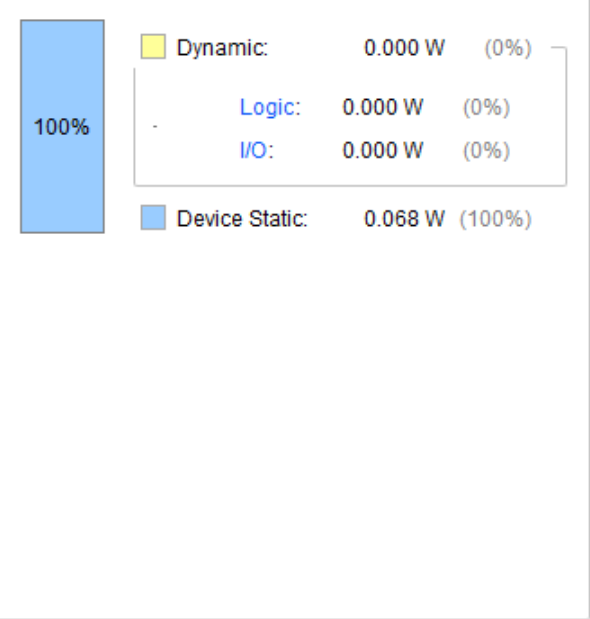 Dynamic: 0.000 W (0%)
Logic: 0.000 W (0%)
100%
I/O: 0.000 W (0%)
Device Static: 0.068 W (100%)